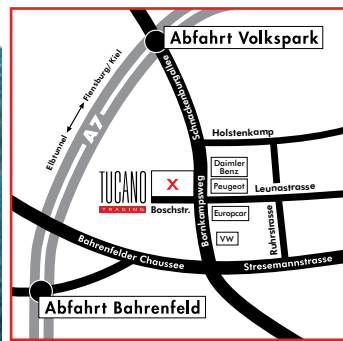 Abfahrt Volkspark
Elbtunnel
Flensburg/Kiel
A7
Schnackenburgallee
Holstenkamp
Daimler
Benz
Peugeot
Leunastrasse
TUCANO
TRADING
X
Boschstr.
Bornkampsweg
Europcar
Ruhrstrasse
VW
Bahrenfelder Chaussee
Stresemannstrasse
Abfahrt Bahrenfeld